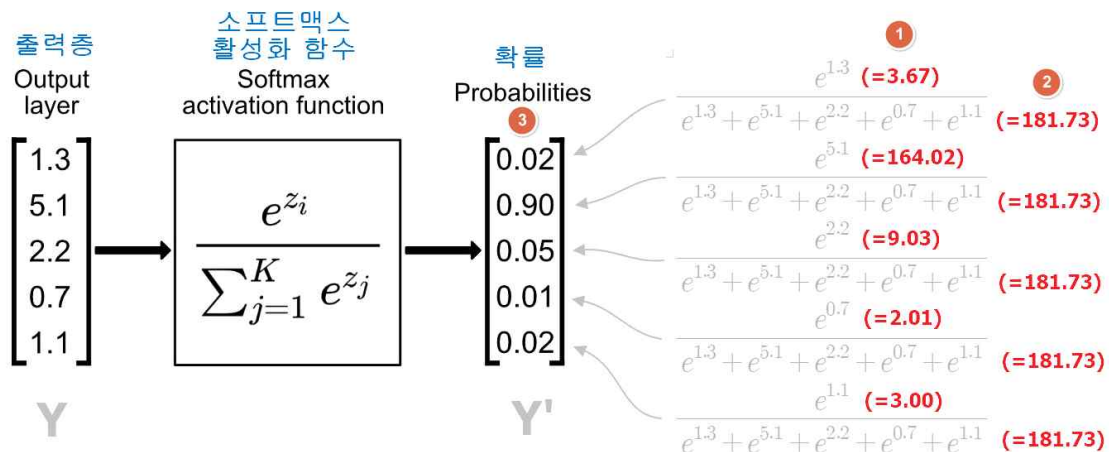 출력층
Output
layer
소프트맥스
활성화 함수
Softmax
activation function
확률
Probabilities
3
1
2
1.3
5.1
2.2
0.7
1.1
e^{z_i}
∑_{j=1}^{K} e^{z_j}
0.02
0.90
0.05
0.01
0.02
Y
Y'
e^{1.3} (=3.67)
e^{1.3} + e^{5.1} + e^{2.2} + e^{0.7} + e^{1.1} (=181.73)
e^{5.1} (=164.02)
e^{1.3} + e^{5.1} + e^{2.2} + e^{0.7} + e^{1.1} (=181.73)
e^{2.2} (=9.03)
e^{1.3} + e^{5.1} + e^{2.2} + e^{0.7} + e^{1.1} (=181.73)
e^{0.7} (=2.01)
e^{1.3} + e^{5.1} + e^{2.2} + e^{0.7} + e^{1.1} (=181.73)
e^{1.1} (=3.00)
e^{1.3} + e^{5.1} + e^{2.2} + e^{0.7} + e^{1.1} (=181.73)